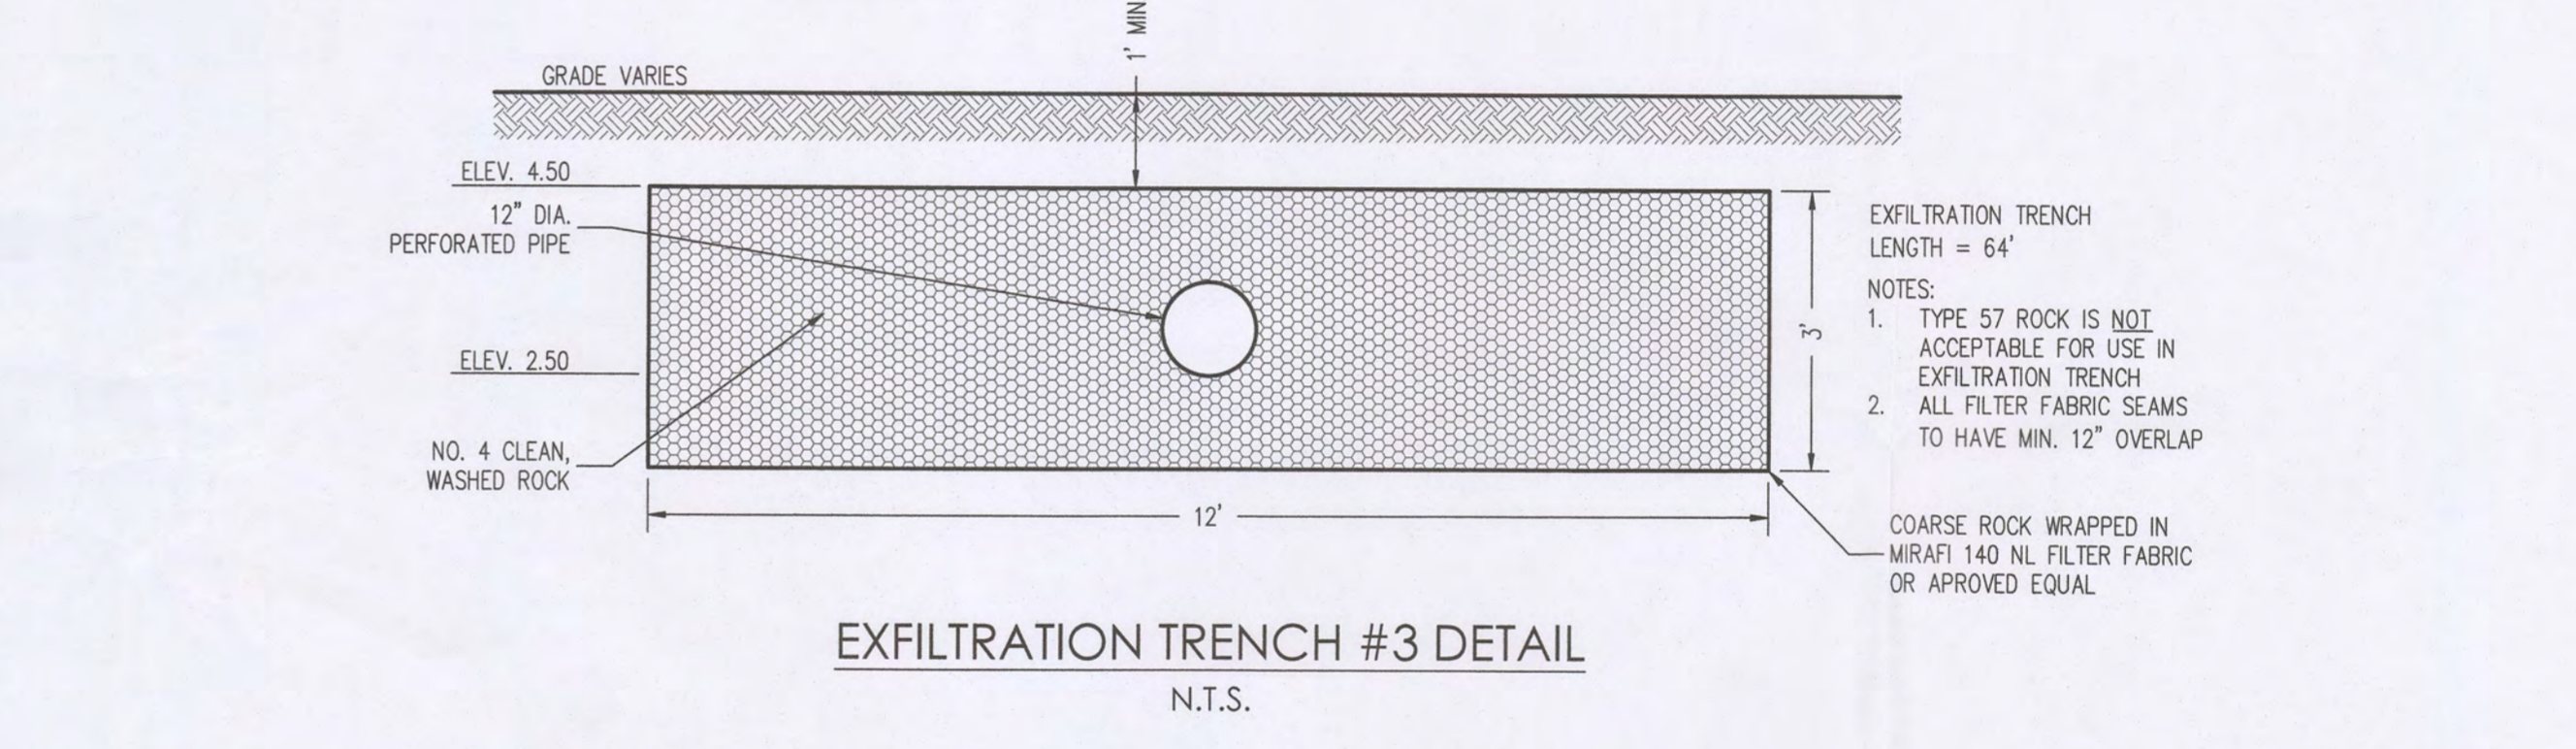 1' MIN
GRADE VARIES
ELEV. 4.50
12" DIA.
PERFORATED PIPE
ELEV. 2.50
NO. 4 CLEAN,
WASHED ROCK
12'
3'
EXFILTRATION TRENCH
LENGTH = 64'
NOTES:
1. TYPE 57 ROCK IS NOT
ACCEPTABLE FOR USE IN
EXFILTRATION TRENCH
2. ALL FILTER FABRIC SEAMS
TO HAVE MIN. 12" OVERLAP
COARSE ROCK WRAPPED IN
MIRAFI 140 NL FILTER FABRIC
OR APROVED EQUAL
EXFILTRATION TRENCH #3 DETAIL
N.T.S.